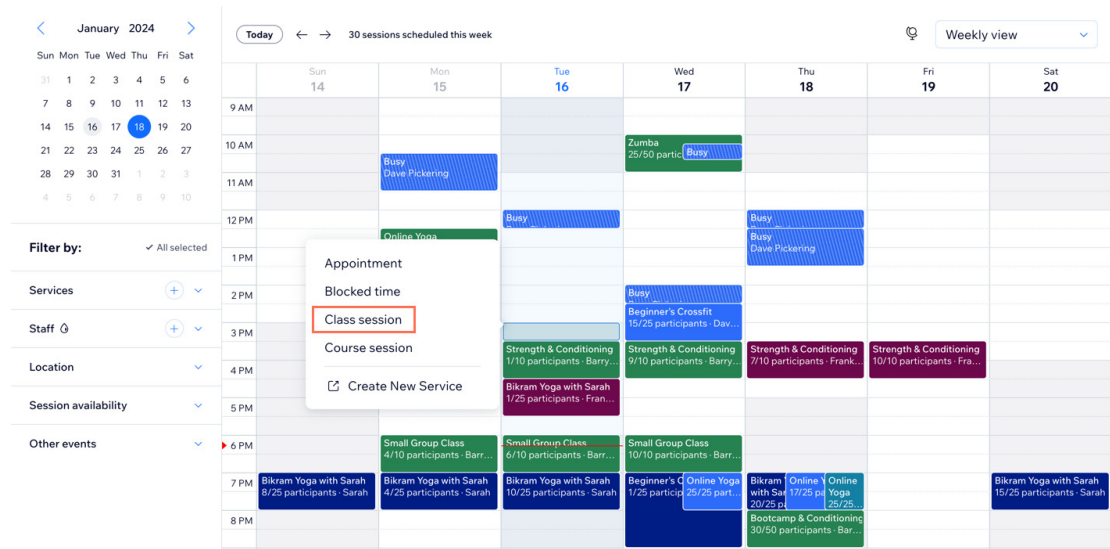 January 2024
Sun Mon Tue Wed Thu Fri Sat
31 1 2 3 4 5 6
7 8 9 10 11 12 13
14 15 16 17 18 19 20
21 22 23 24 25 26 27
28 29 30 31 1 2 3
4 5 6 7 8 9 10
Filter by:
All selected
Services
Staff
Location
Session availability
Other events
Today
30 sessions scheduled this week
Weekly view
Sun Mon Tue Wed Thu Fri Sat
14 15 16 17 18 19 20
9 AM
10 AM
Zumba
25/50 partic
Busy
Busy
Dave Pickering
11 AM
12 PM
Busy
Busy
Online Yoga
Busy
Dave Pickering
1 PM
Appointment
Blocked time
Class session
Course session
Create New Service
2 PM
Busy
Beginner's Crossfit
15/25 participants · Dav...
3 PM
Strength & Conditioning
1/10 participants · Barry...
Strength & Conditioning
9/10 participants · Barry...
Strength & Conditioning
7/10 participants · Frank...
Strength & Conditioning
10/10 participants · Fra...
4 PM
Bikram Yoga with Sarah
1/25 participants · Fran...
5 PM
6 PM
Small Group Class
4/10 participants · Barr...
Small Group Class
6/10 participants · Barr...
Small Group Class
10/10 participants · Barr...
7 PM
Bikram Yoga with Sarah
8/25 participants · Sarah
Bikram Yoga with Sarah
4/25 participants · Sarah
Bikram Yoga with Sarah
10/25 participants · Sarah
Beginner's C
1/25 particip
Online Yoga
25/25 part...
Bikram
with Sar
20/25 pa
Online Y
17/25 pa
Online
Yoga
25/25...
Bikram Yoga with Sarah
15/25 participants · Sarah
8 PM
Bootcamp & Conditioning
30/50 participants · Bar...